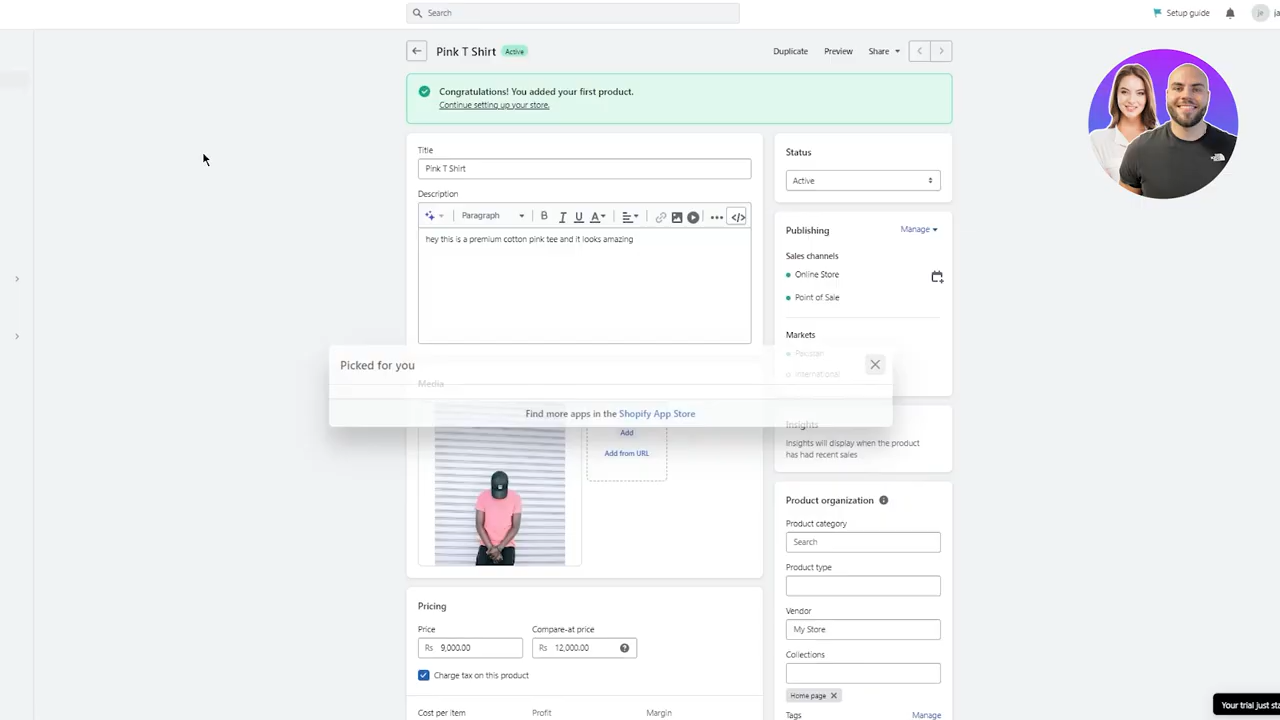 Search
Setup guide
Pink T Shirt
Active
Duplicate
Preview
Share
Congratulations! You added your first product.
Continue setting up your store.
Title
Pink T Shirt
Description
Paragraph
B
I
U
A
hey this is a premium cotton pink tee and it looks amazing
Status
Active
Publishing
Manage
Sales channels
Online Store
Point of Sale
Markets
Pakistan
International
Picked for you
Media
Find more apps in the Shopify App Store
Add
Add from URL
Insights
Insights will display when the product
has had recent sales
Product organization
Product category
Search
Product type
Vendor
My Store
Collections
Home page
Tags
Manage
Pricing
Price
Rs 9,000.00
Compare-at price
Rs 12,000.00
Charge tax on this product
Cost per item
Profit
Margin
Your trial just sta